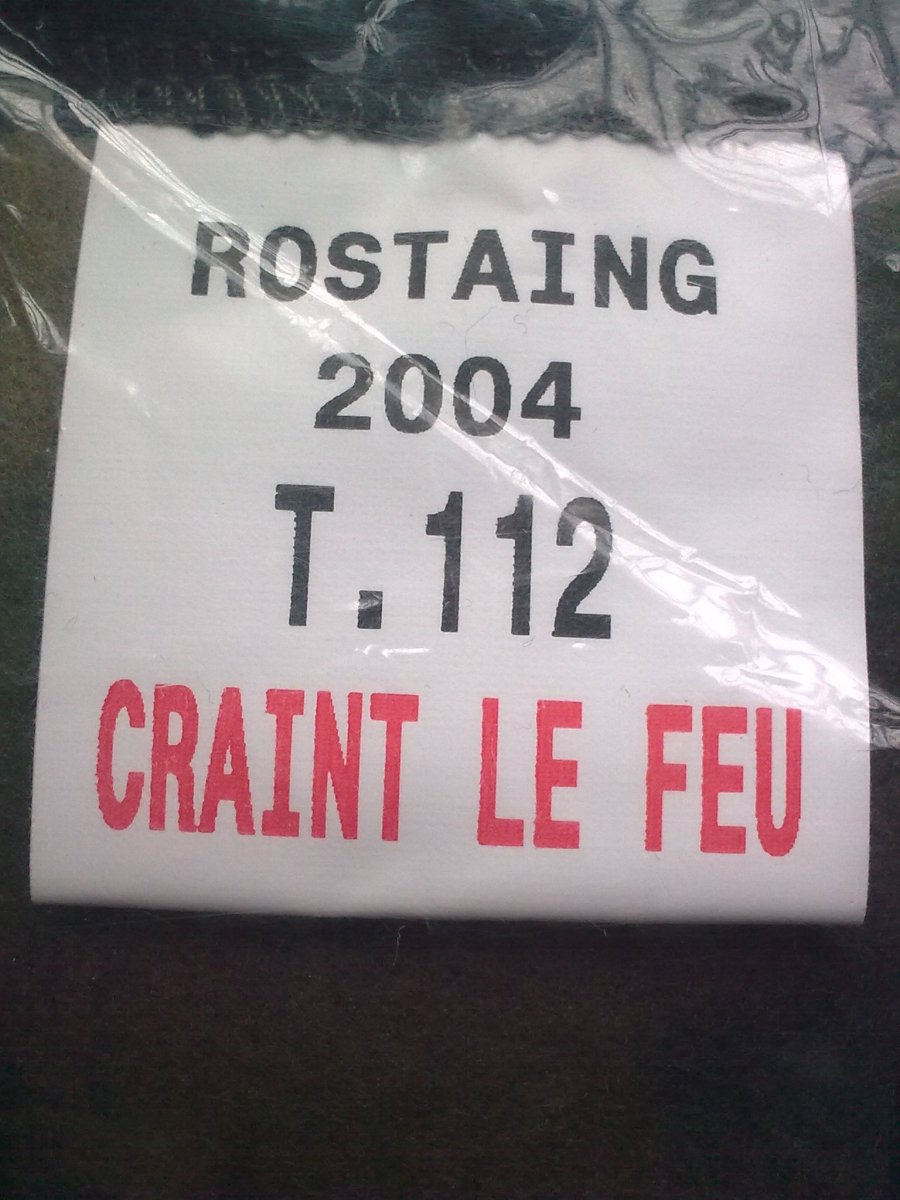 ROSTAING
2004
T.112
CRAINT LE FEU